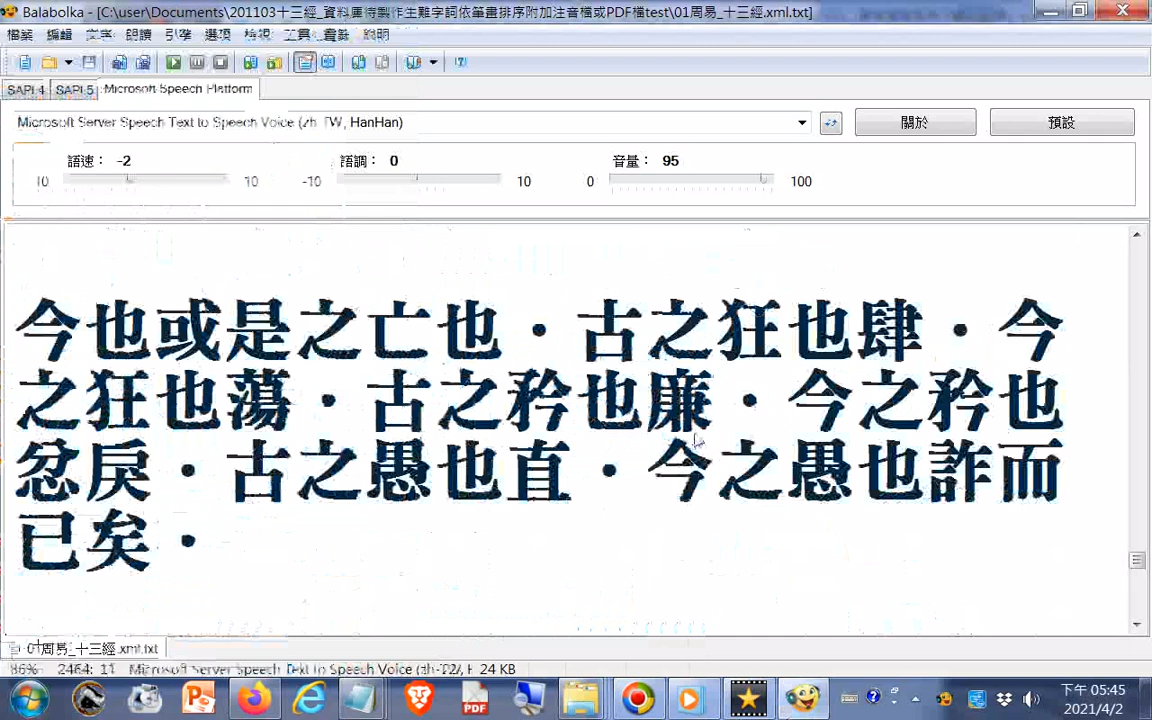 Balabolka - [C:\user\Documents\201103十三經_資料庫待製作生難字詞依筆畫排序附加注音檔或PDF檔test\01周易_十三經.xml.txt]
檔案 編輯 文字 朗讀 引擎 選項 檢視 工具 書籤 說明
SAPI 4 SAPI 5 Microsoft Speech Platform
Microsoft Server Speech Text to Speech Voice (zh-TW, HanHan)
關於 預設
語速： -2 語調： 0 音量： 95
10 10 -10 10 0 100
今也或是之亡也．古之狂也肆．今
之狂也蕩．古之矜也廉．今之矜也
忿戾．古之愚也直．今之愚也詐而
已矣．
01周易_十三經.xml.txt
86% 2464: 11 Microsoft Server Speech Text to Speech Voice (zh-TW, H 24 KB
PDF
下午 05:45
2021/4/2